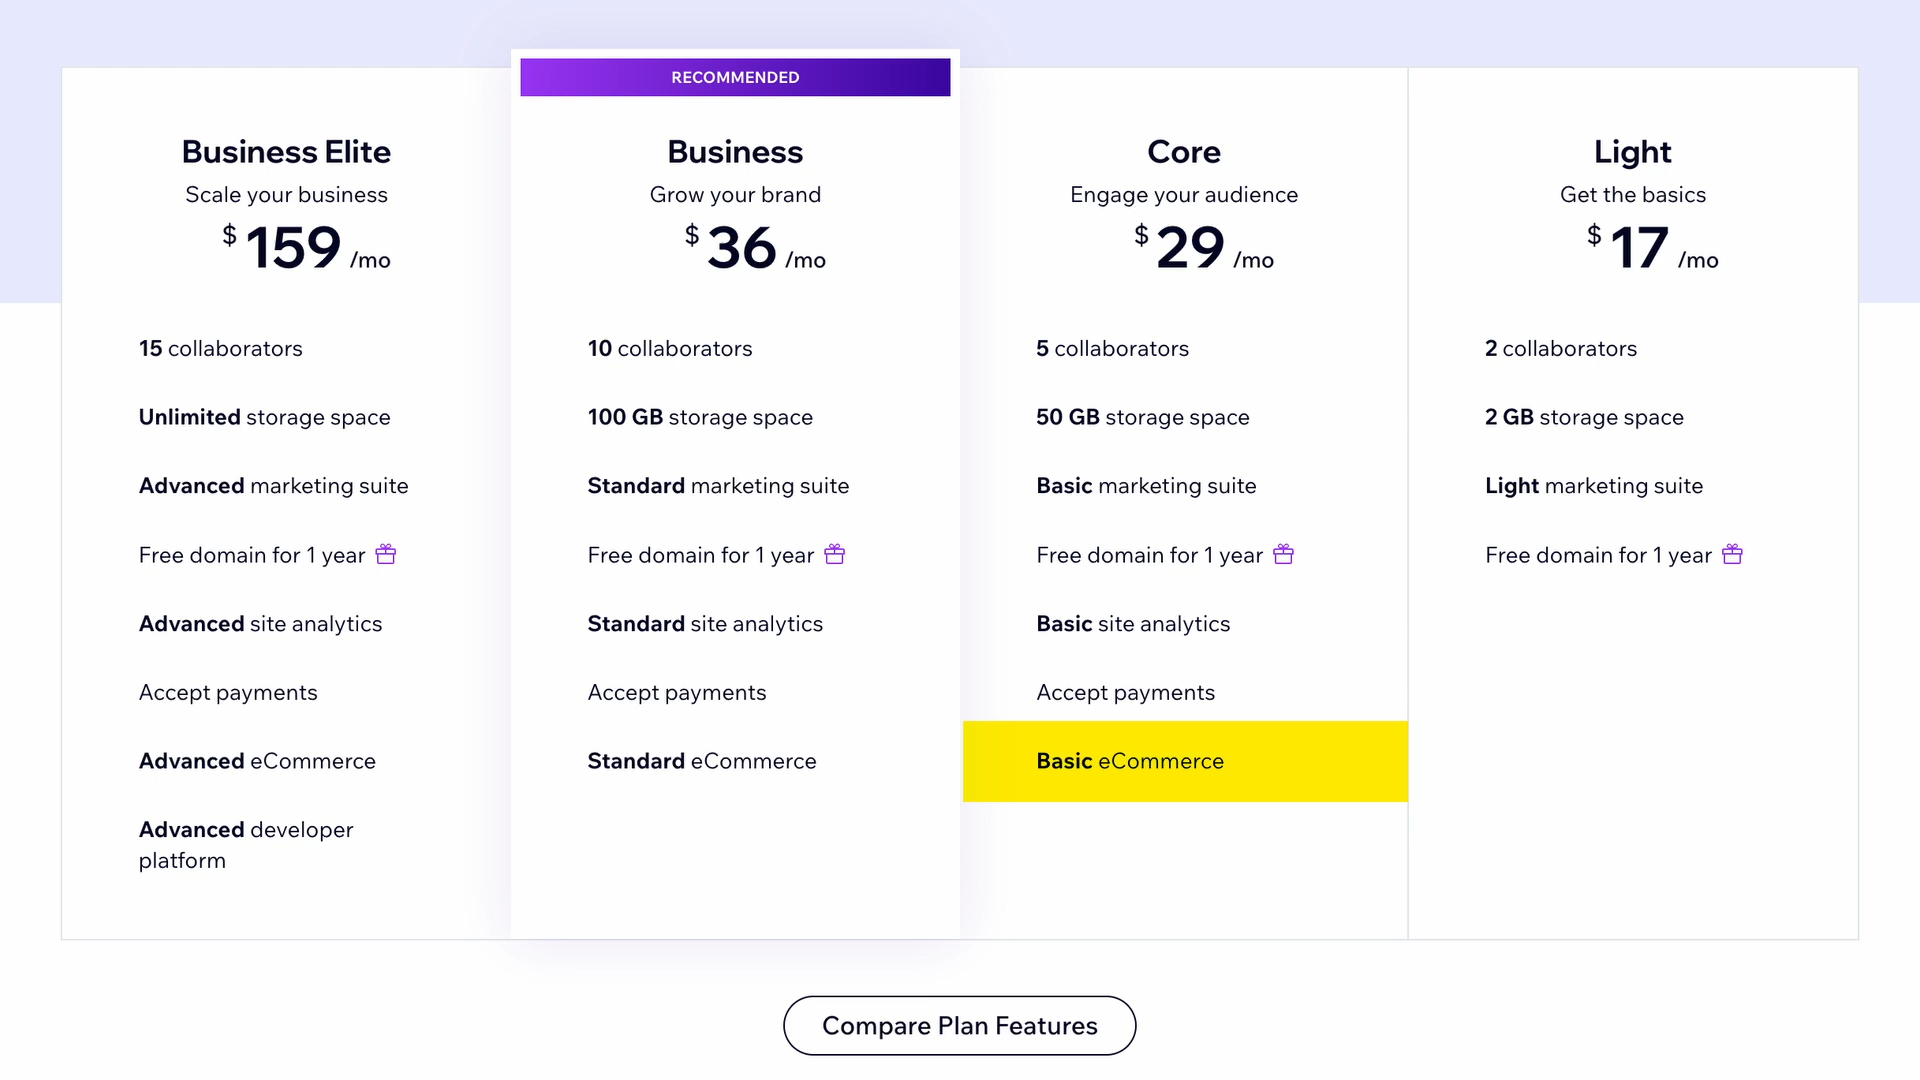 RECOMMENDED
Business Elite
Scale your business
$ 159 /mo
15 collaborators
Unlimited storage space
Advanced marketing suite
Free domain for 1 year
Advanced site analytics
Accept payments
Advanced eCommerce
Advanced developer
platform
Business
Grow your brand
$ 36 /mo
10 collaborators
100 GB storage space
Standard marketing suite
Free domain for 1 year
Standard site analytics
Accept payments
Standard eCommerce
Core
Engage your audience
$ 29 /mo
5 collaborators
50 GB storage space
Basic marketing suite
Free domain for 1 year
Basic site analytics
Accept payments
Basic eCommerce
Light
Get the basics
$ 17 /mo
2 collaborators
2 GB storage space
Light marketing suite
Free domain for 1 year
Compare Plan Features